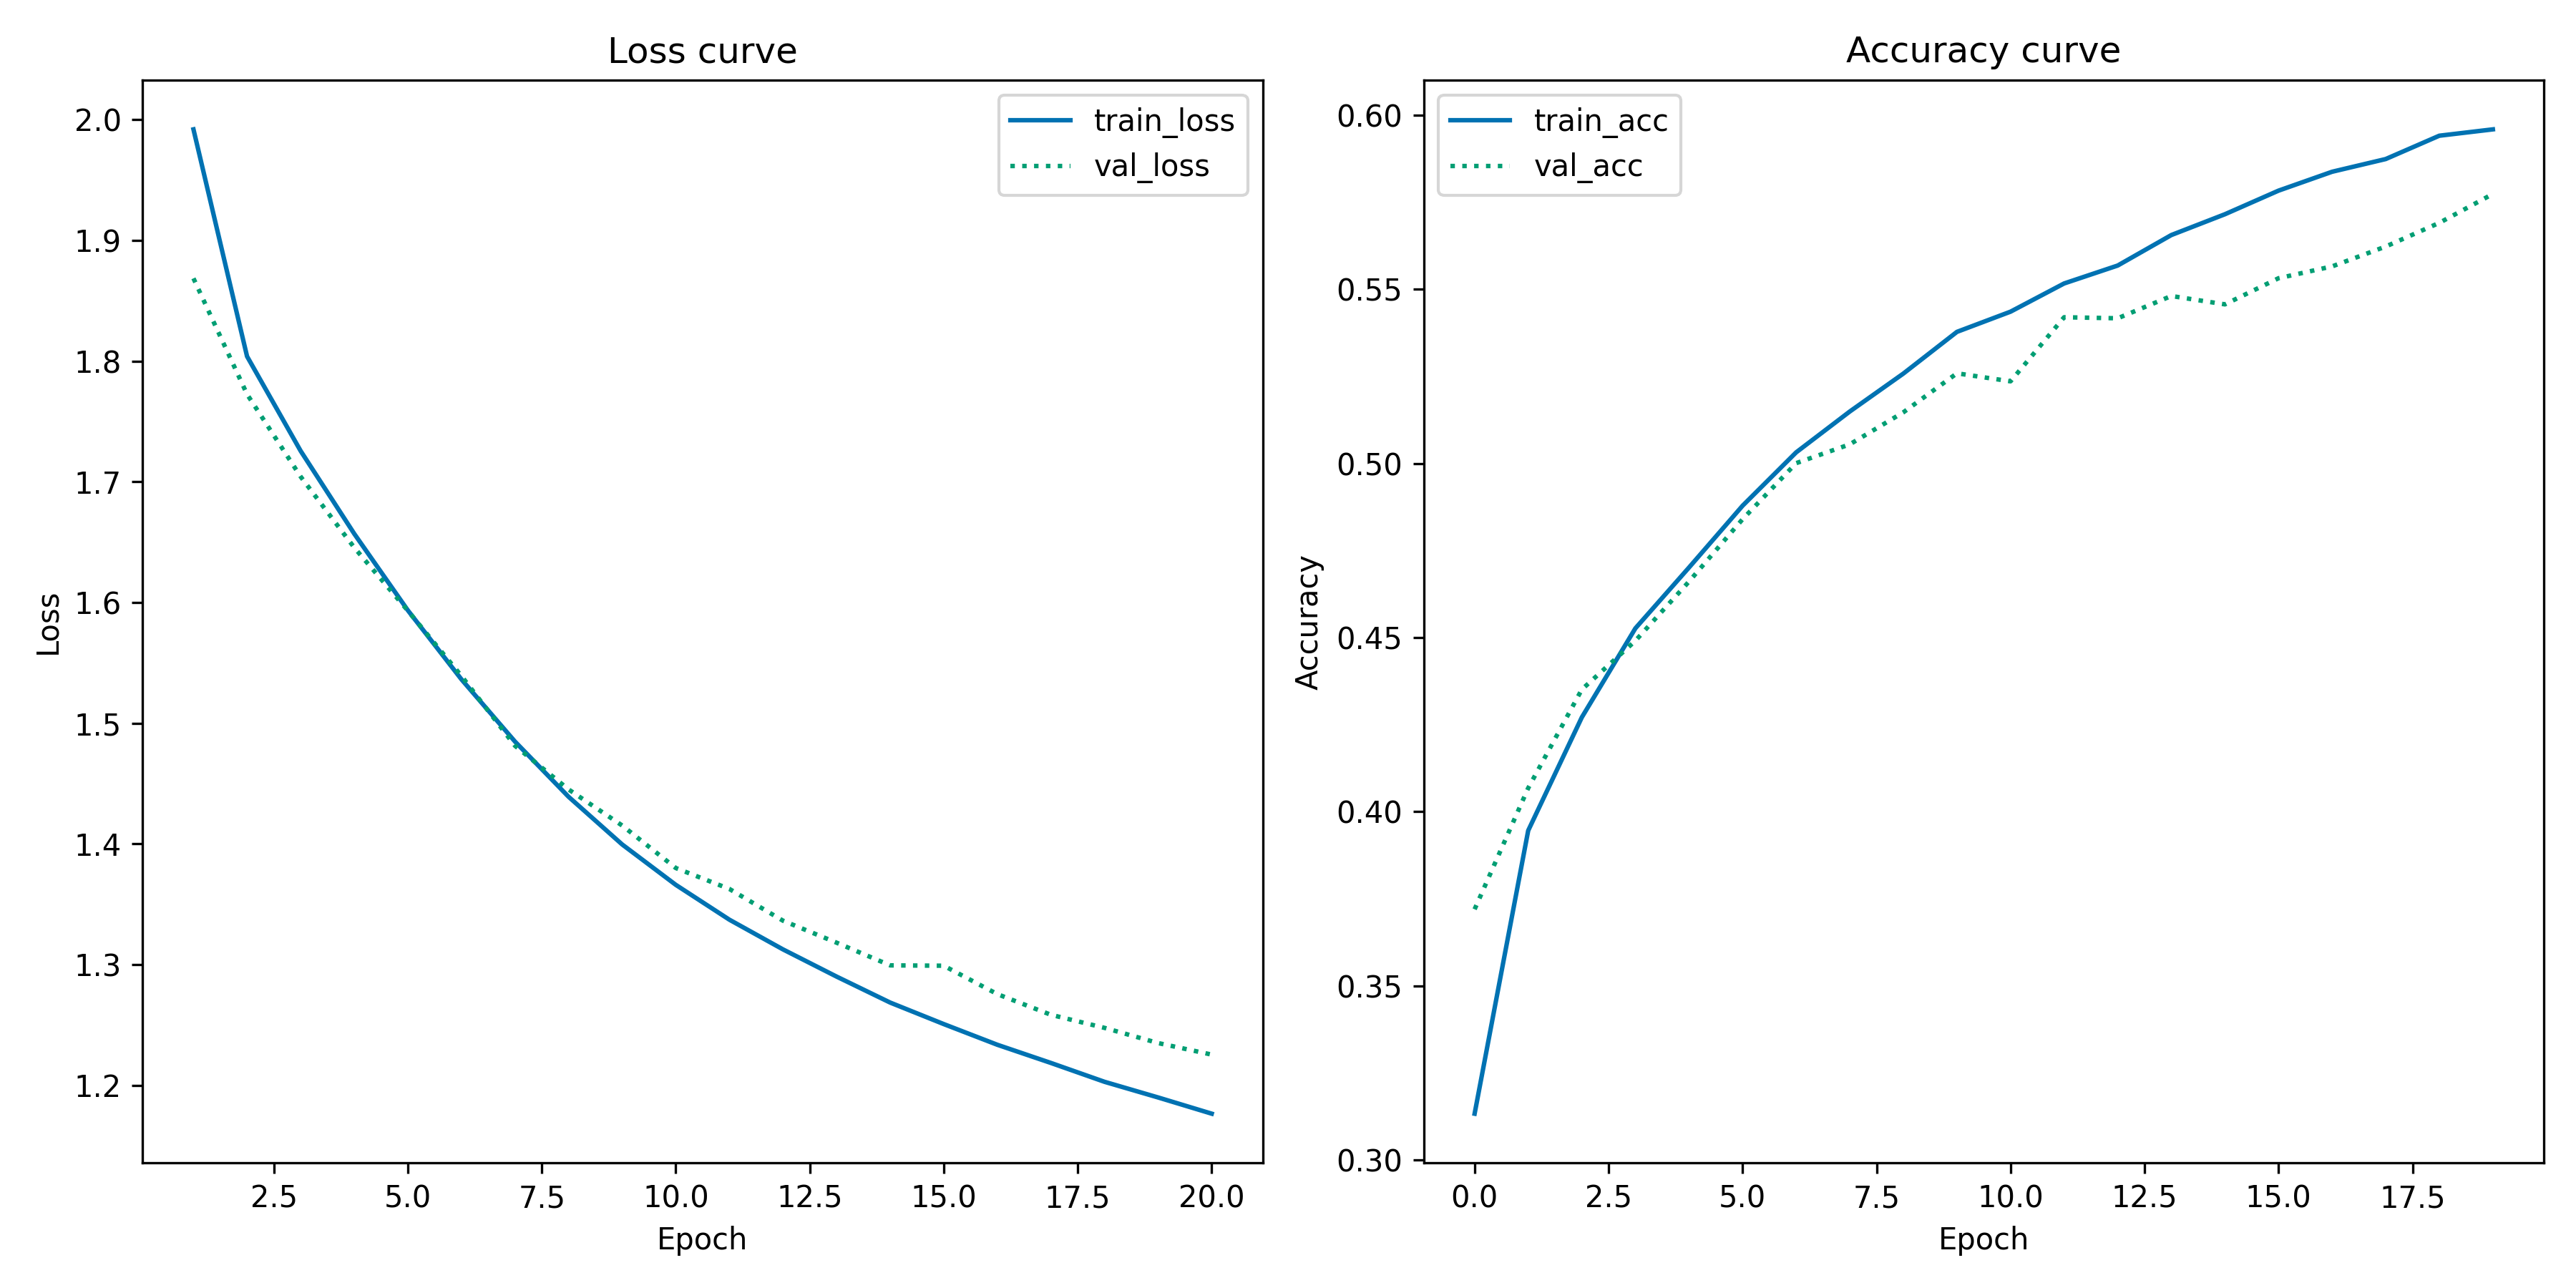 Loss curve
train_loss
val_loss
2.0
1.9
1.8
1.7
1.6
1.5
1.4
1.3
1.2
Loss
2.5 5.0 7.5 10.0 12.5 15.0 17.5 20.0
Epoch
Accuracy curve
train_acc
val_acc
0.60
0.55
0.50
0.45
0.40
0.35
0.30
Accuracy
0.0 2.5 5.0 7.5 10.0 12.5 15.0 17.5
Epoch